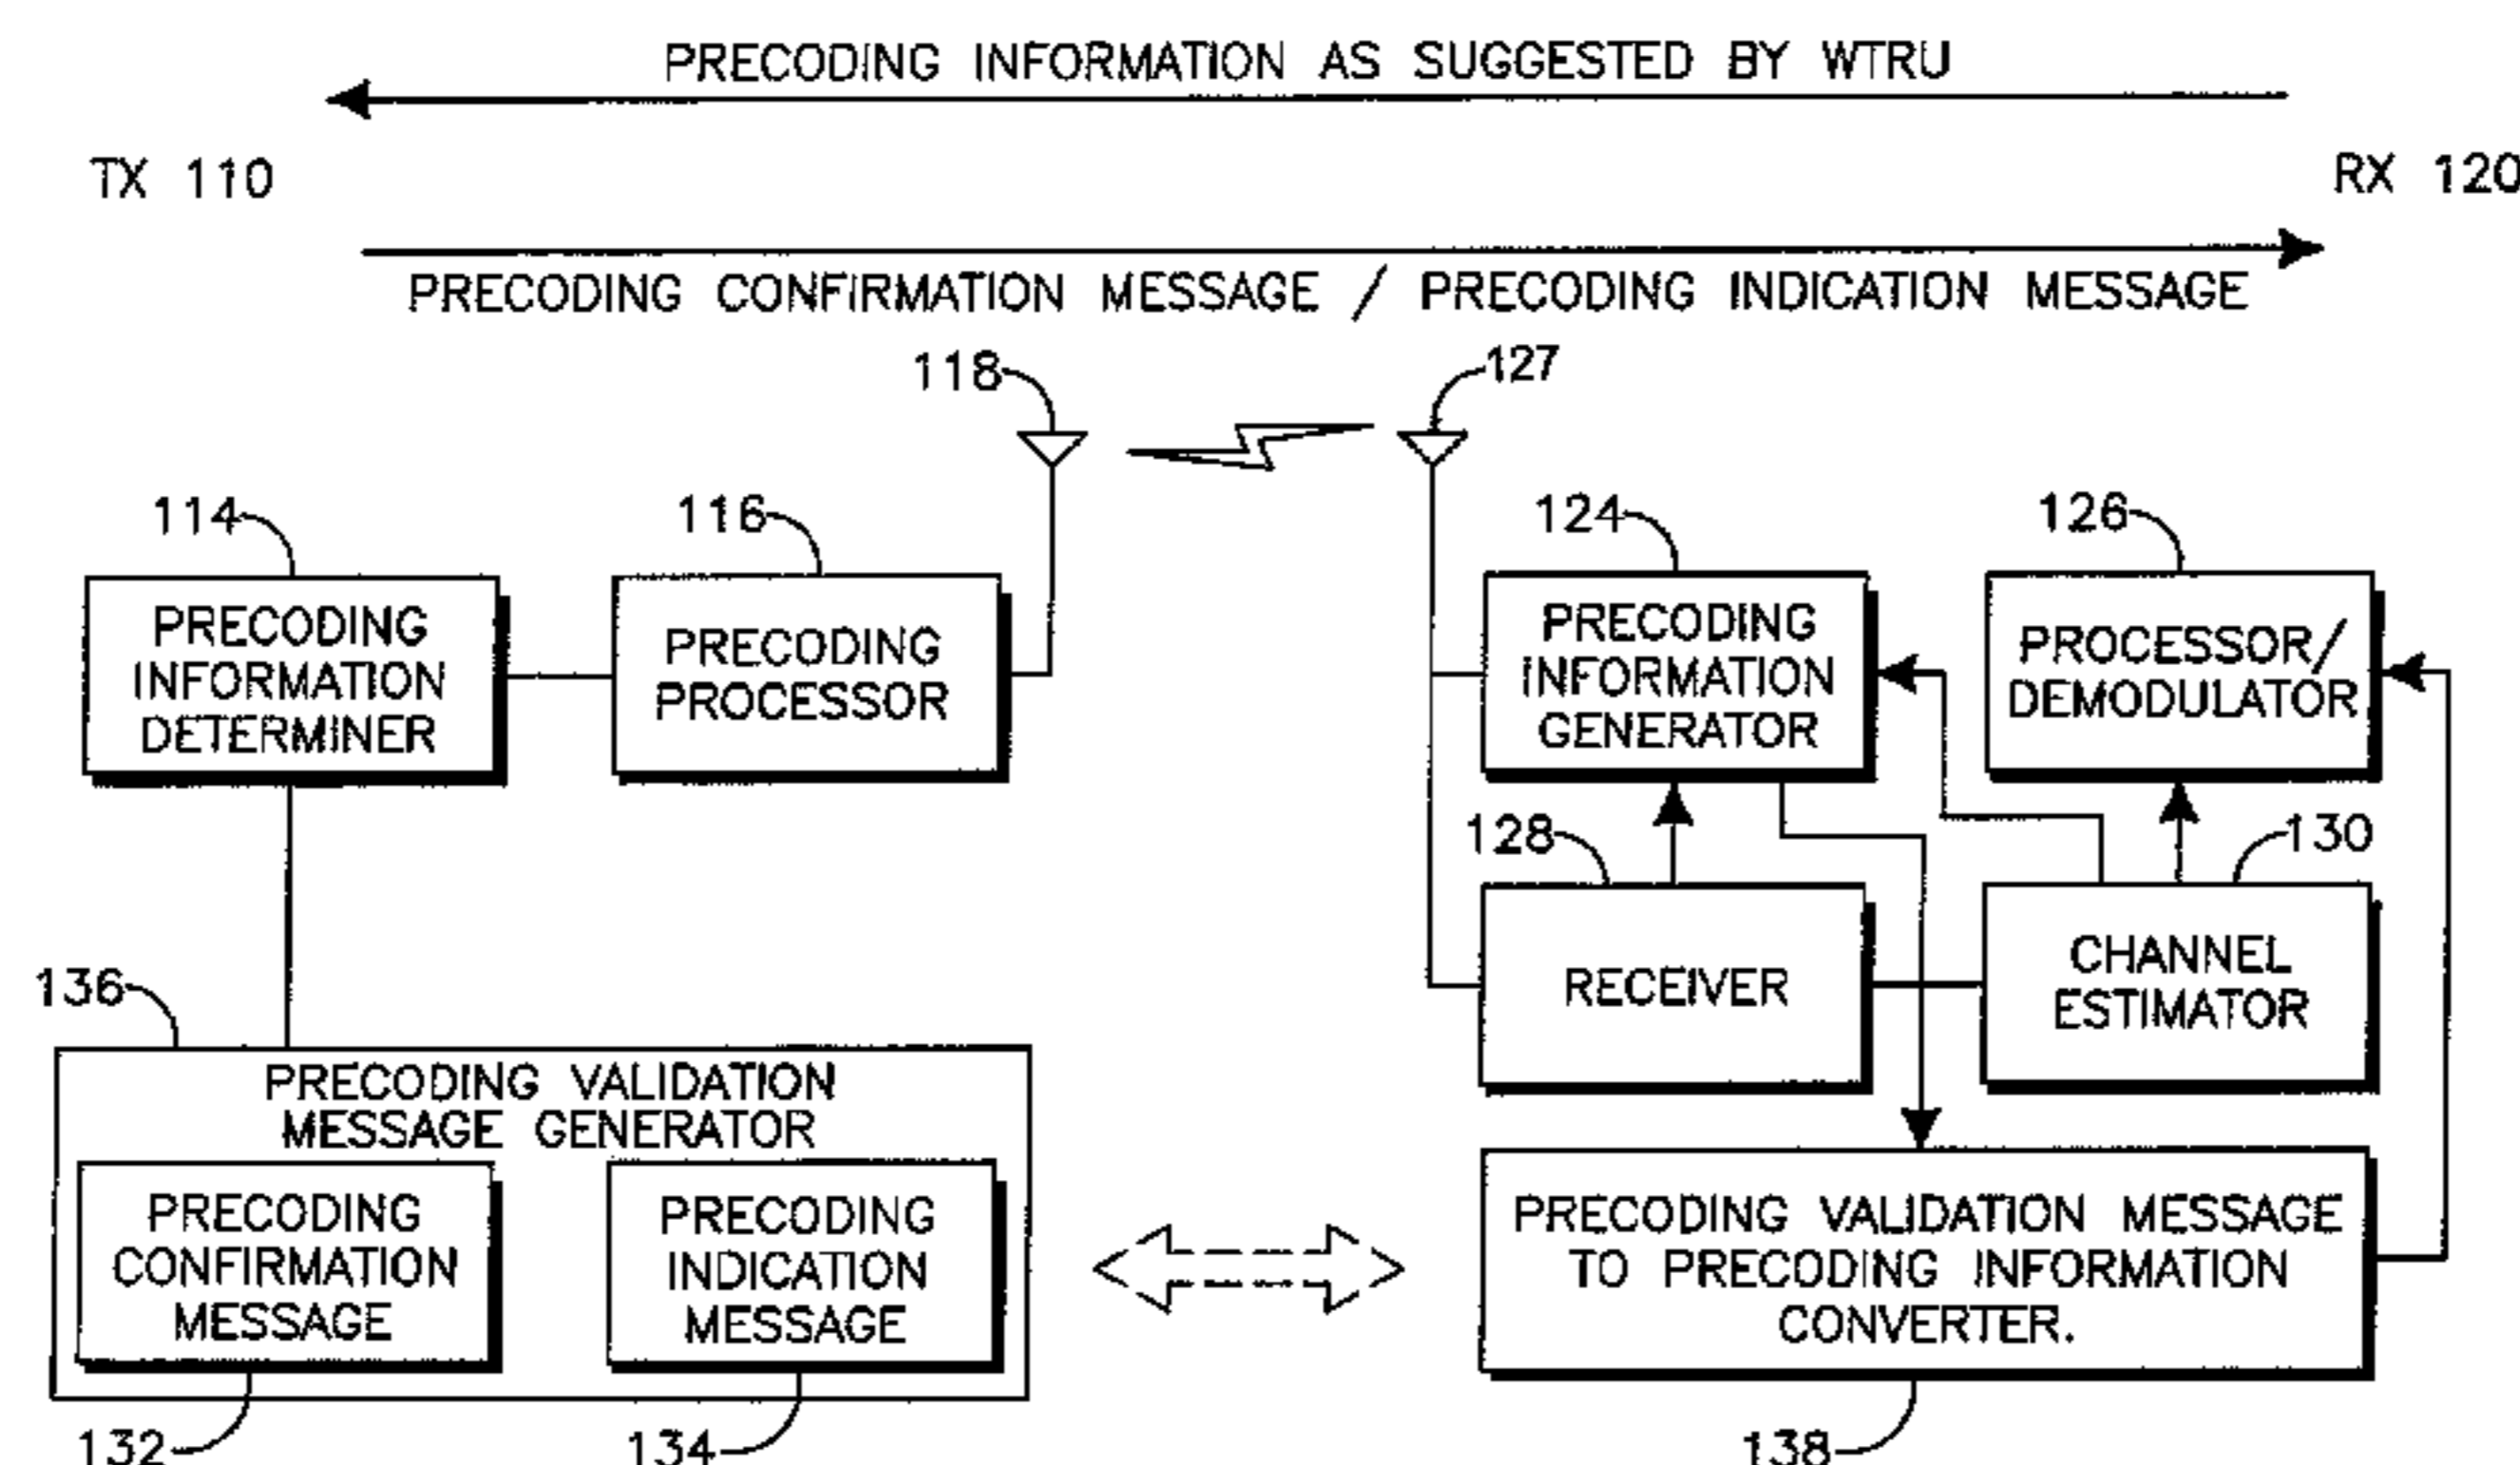 PRECODING INFORMATION AS SUGGESTED BY WTRU
TX 110
RX 120
PRECODING CONFIRMATION MESSAGE / PRECODING INDICATION MESSAGE
118
127
114
116
124
126
PRECODING
INFORMATION
DETERMINER
PRECODING
PROCESSOR
PRECODING
INFORMATION
GENERATOR
PROCESSOR/
DEMODULATOR
128
130
RECEIVER
CHANNEL
ESTIMATOR
136
PRECODING VALIDATION
MESSAGE GENERATOR
PRECODING
CONFIRMATION
MESSAGE
PRECODING
INDICATION
MESSAGE
PRECODING VALIDATION MESSAGE
TO PRECODING INFORMATION
CONVERTER.
132
134
138